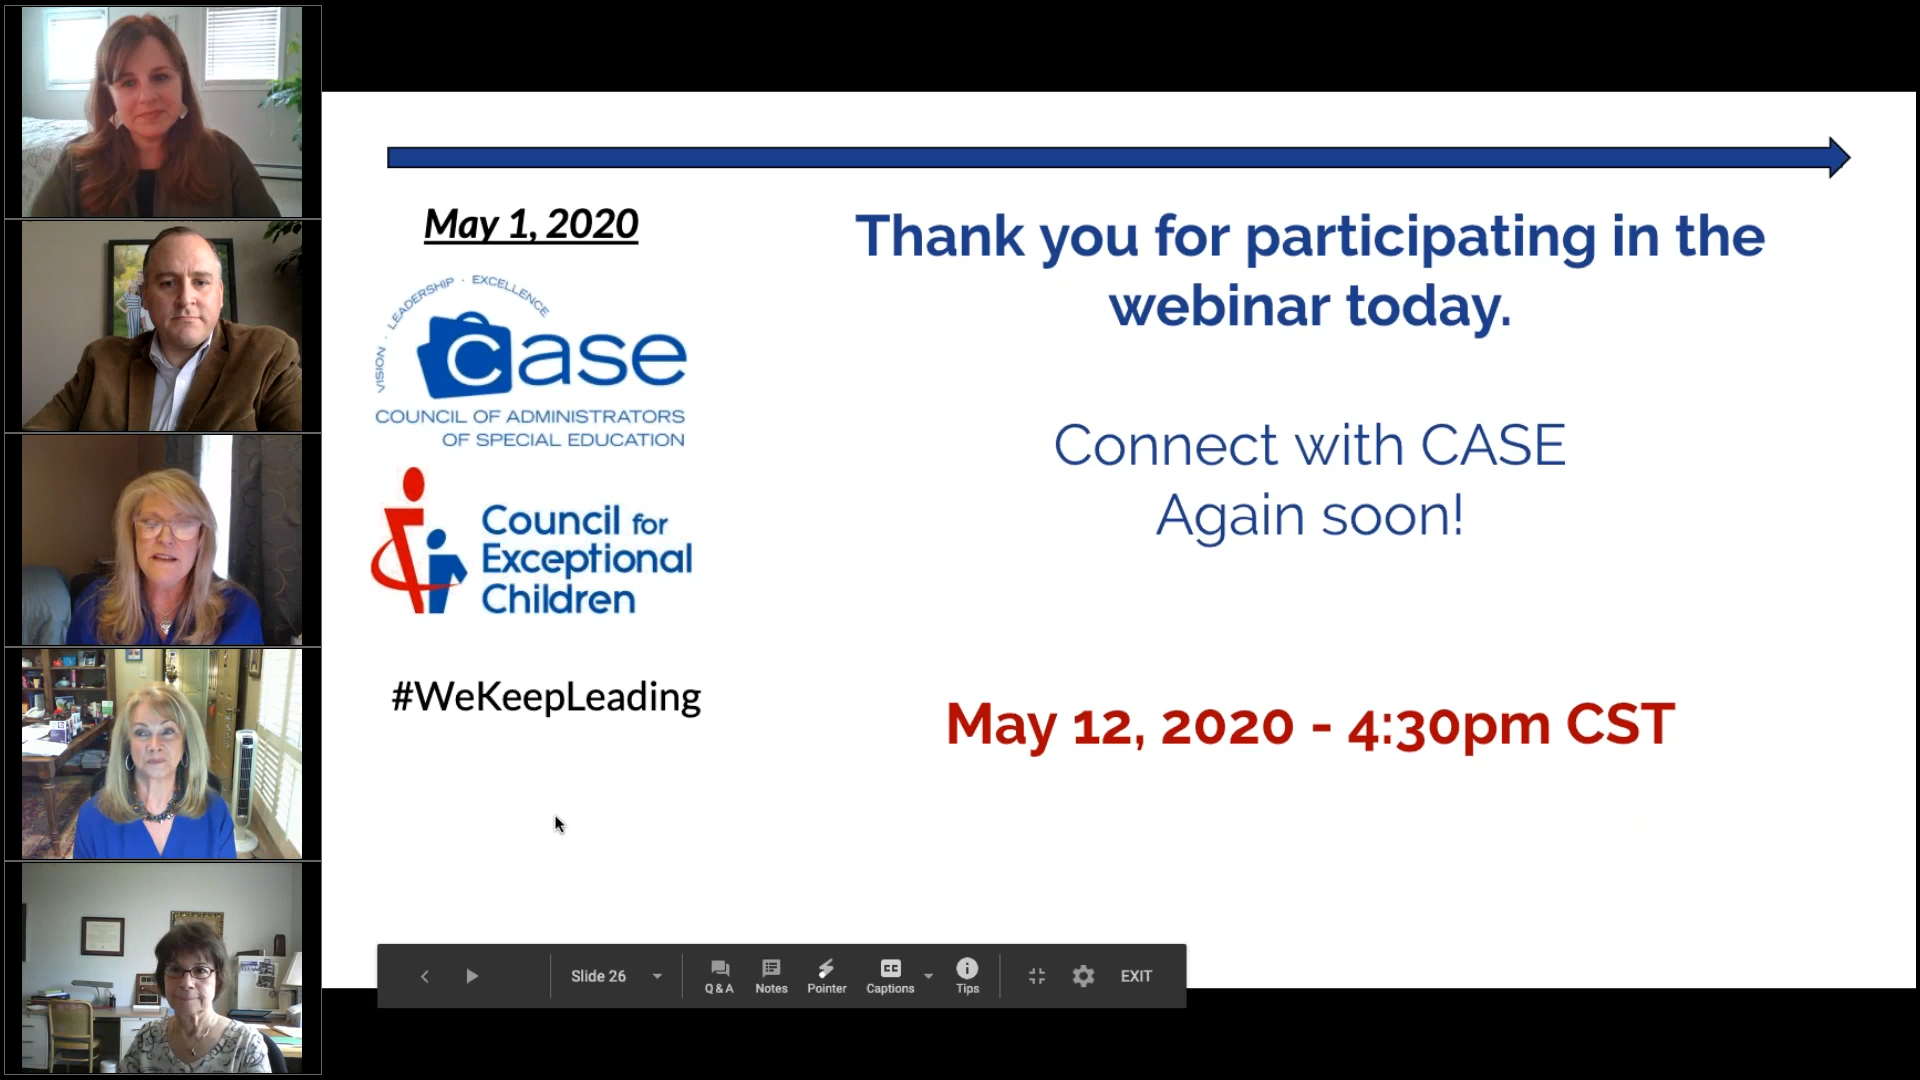 May 1, 2020
VISION · LEADERSHIP · EXCELLENCE
case
COUNCIL OF ADMINISTRATORS
OF SPECIAL EDUCATION
Council for
Exceptional
Children
#WeKeepLeading
Thank you for participating in the
webinar today.
Connect with CASE
Again soon!
May 12, 2020 - 4:30pm CST
Slide 26
Q & A
Notes
Pointer
CC
Captions
Tips
EXIT